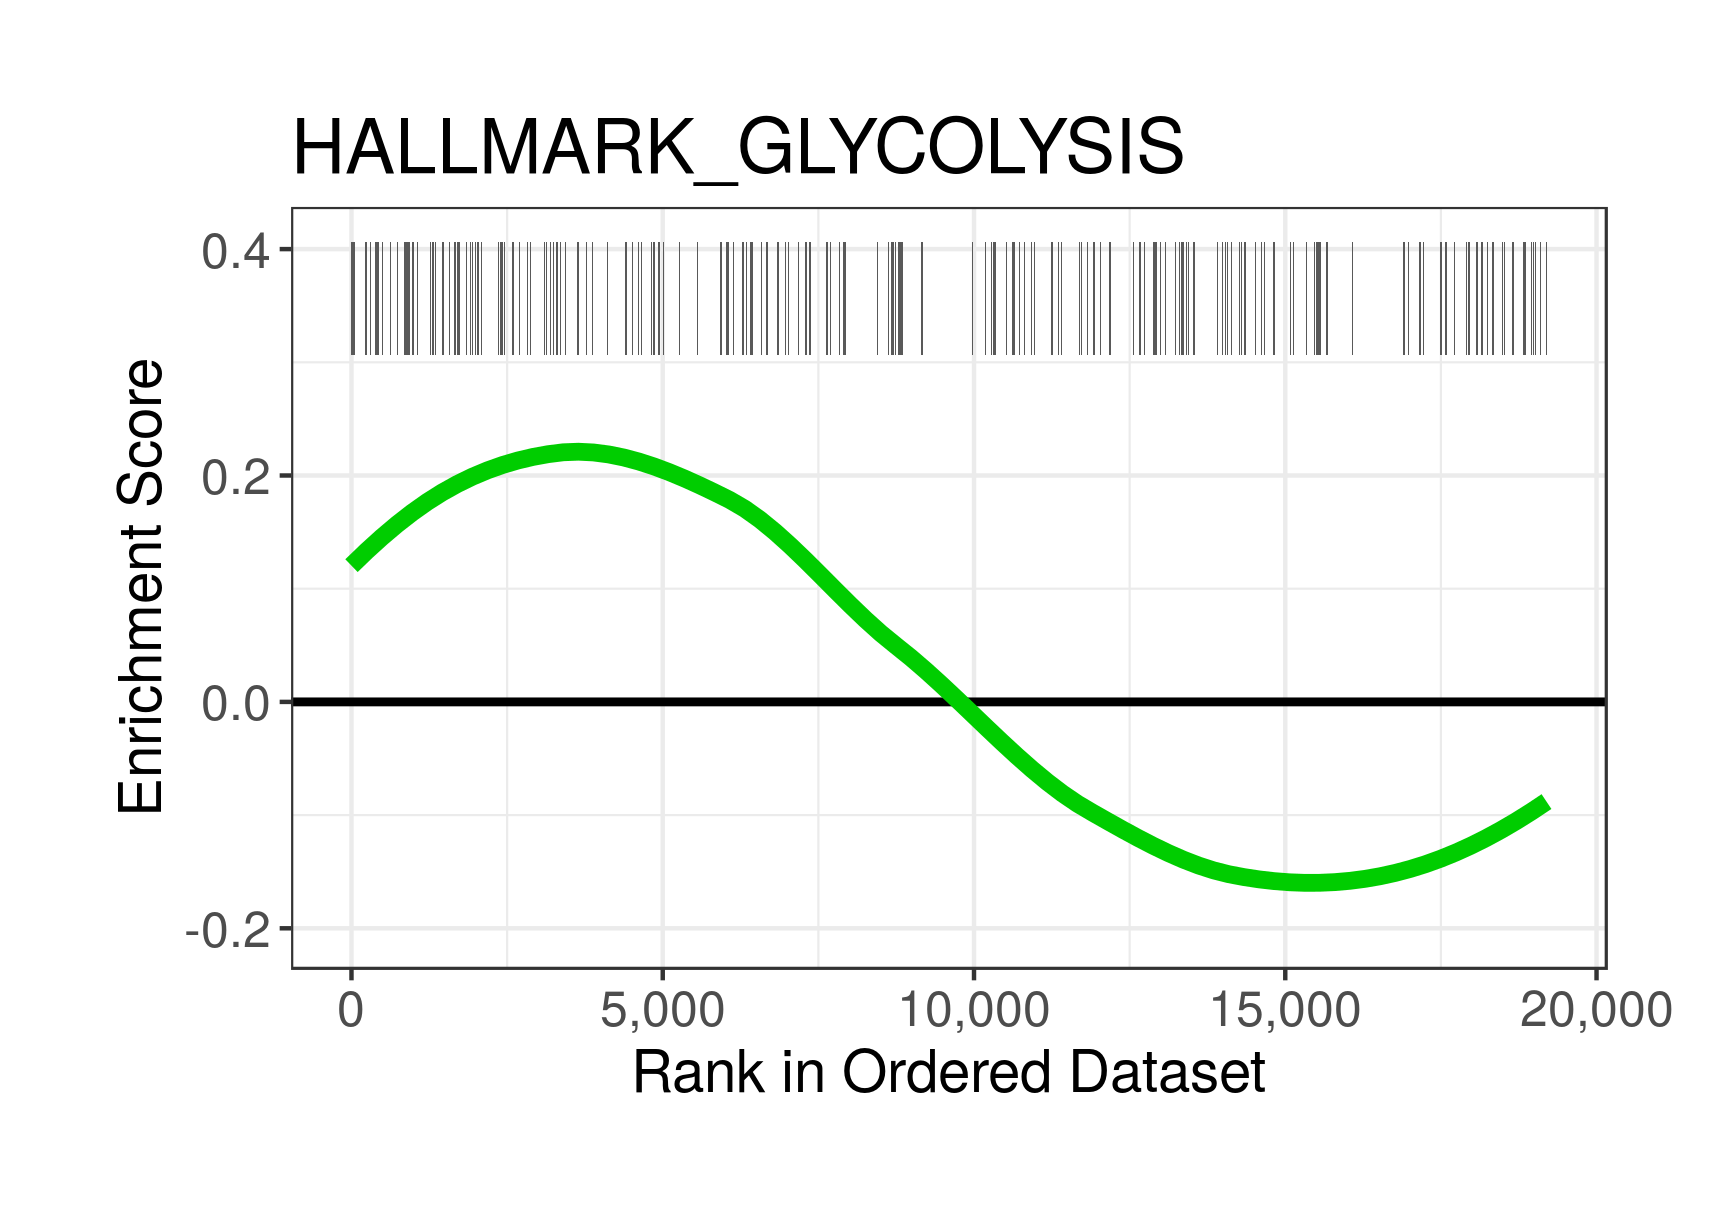 HALLMARK_GLYCOLYSIS
Enrichment Score
0.4
0.2
0.0
-0.2
0 5,000 10,000 15,000 20,000
Rank in Ordered Dataset